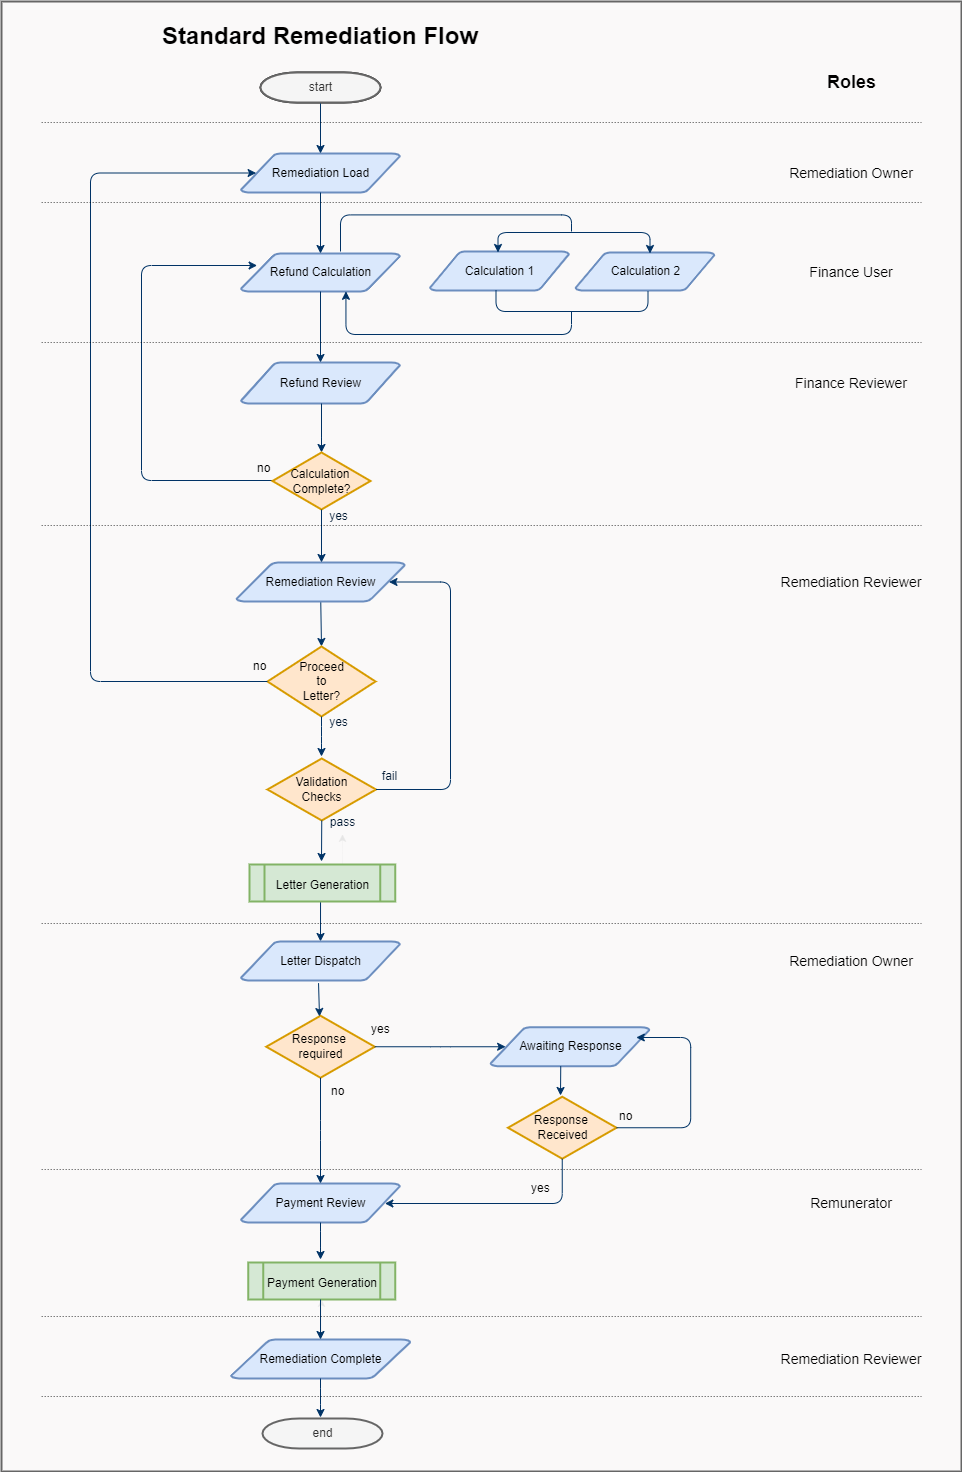 Standard Remediation Flow
start
Roles
Remediation Load
Remediation Owner
Refund Calculation
Calculation 1
Calculation 2
Finance User
Refund Review
Finance Reviewer
no
Calculation
Complete?
yes
Remediation Review
Remediation Reviewer
no
Proceed
to
Letter?
yes
Validation
Checks
fail
pass
Letter Generation
Letter Dispatch
Remediation Owner
Response
required
yes
Awaiting Response
no
Response
Received
no
yes
Payment Review
Remunerator
Payment Generation
Remediation Complete
Remediation Reviewer
end